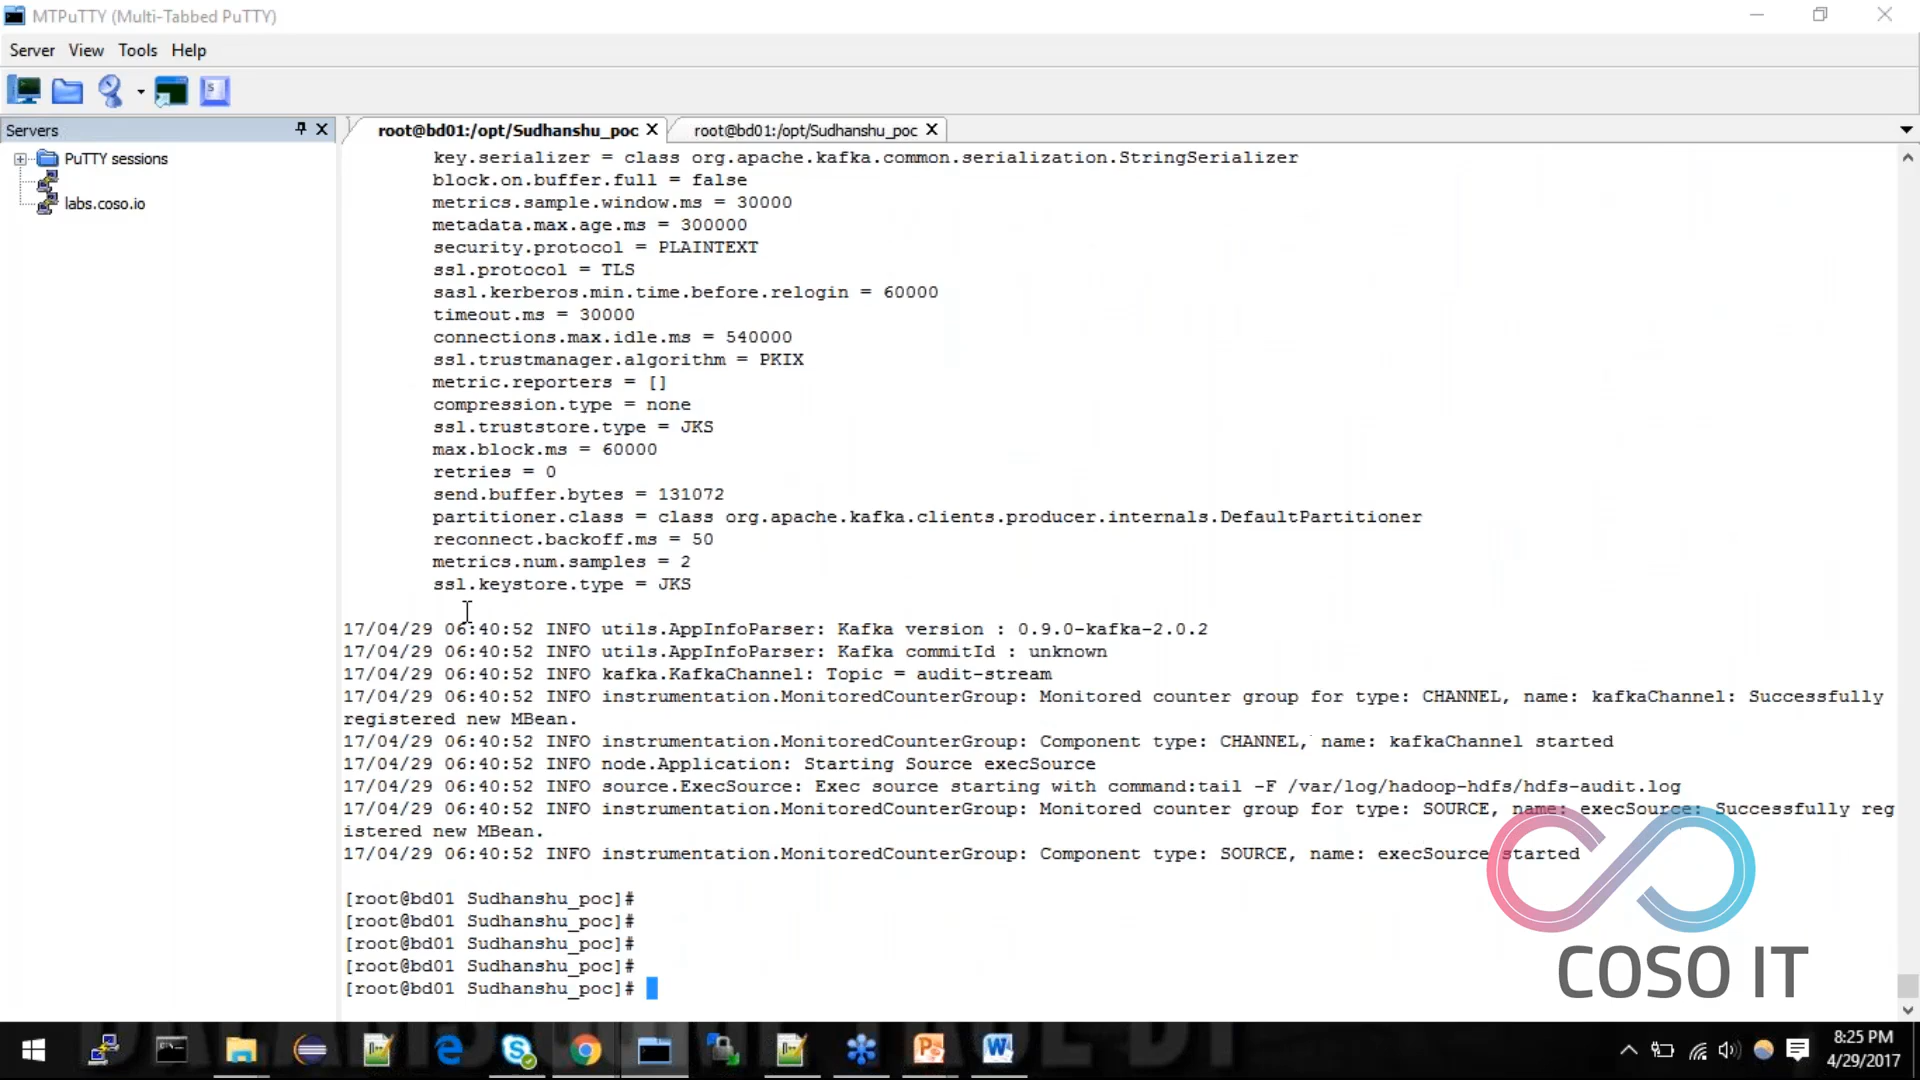 MTPuTTY (Multi-Tabbed PuTTY)
Server View Tools Help
Servers
root@bd01:/opt/Sudhanshu_poc
root@bd01:/opt/Sudhanshu_poc
PuTTY sessions
labs.coso.io
key.serializer = class org.apache.kafka.common.serialization.StringSerializer
block.on.buffer.full = false
metrics.sample.window.ms = 30000
metadata.max.age.ms = 300000
security.protocol = PLAINTEXT
ssl.protocol = TLS
sasl.kerberos.min.time.before.relogin = 60000
timeout.ms = 30000
connections.max.idle.ms = 540000
ssl.trustmanager.algorithm = PKIX
metric.reporters = []
compression.type = none
ssl.truststore.type = JKS
max.block.ms = 60000
retries = 0
send.buffer.bytes = 131072
partitioner.class = class org.apache.kafka.clients.producer.internals.DefaultPartitioner
reconnect.backoff.ms = 50
metrics.num.samples = 2
ssl.keystore.type = JKS
17/04/29 06:40:52 INFO utils.AppInfoParser: Kafka version : 0.9.0-kafka-2.0.2
17/04/29 06:40:52 INFO utils.AppInfoParser: Kafka commitId : unknown
17/04/29 06:40:52 INFO kafka.KafkaChannel: Topic = audit-stream
17/04/29 06:40:52 INFO instrumentation.MonitoredCounterGroup: Monitored counter group for type: CHANNEL, name: kafkaChannel: Successfully
registered new MBean.
17/04/29 06:40:52 INFO instrumentation.MonitoredCounterGroup: Component type: CHANNEL, name: kafkaChannel started
17/04/29 06:40:52 INFO node.Application: Starting Source execSource
17/04/29 06:40:52 INFO source.ExecSource: Exec source starting with command:tail -F /var/log/hadoop-hdfs/hdfs-audit.log
17/04/29 06:40:52 INFO instrumentation.MonitoredCounterGroup: Monitored counter group for type: SOURCE, name: execSource: Successfully reg
istered new MBean.
17/04/29 06:40:52 INFO instrumentation.MonitoredCounterGroup: Component type: SOURCE, name: execSource started
[root@bd01 Sudhanshu_poc]#
[root@bd01 Sudhanshu_poc]#
[root@bd01 Sudhanshu_poc]#
[root@bd01 Sudhanshu_poc]#
[root@bd01 Sudhanshu_poc]#
COSO IT
8:25 PM
4/29/2017